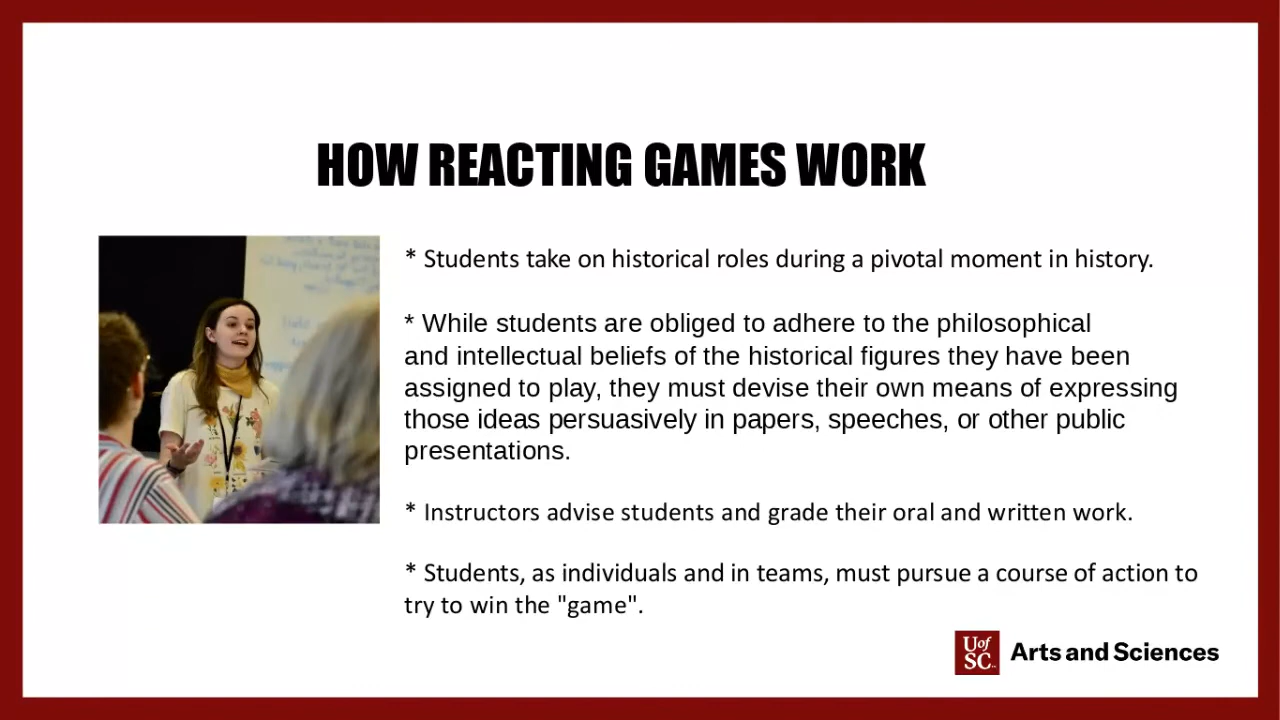 HOW REACTING GAMES WORK
* Students take on historical roles during a pivotal moment in history.
* While students are obliged to adhere to the philosophical
and intellectual beliefs of the historical figures they have been
assigned to play, they must devise their own means of expressing
those ideas persuasively in papers, speeches, or other public
presentations.
* Instructors advise students and grade their oral and written work.
* Students, as individuals and in teams, must pursue a course of action to
try to win the "game".
UofSC Arts and Sciences